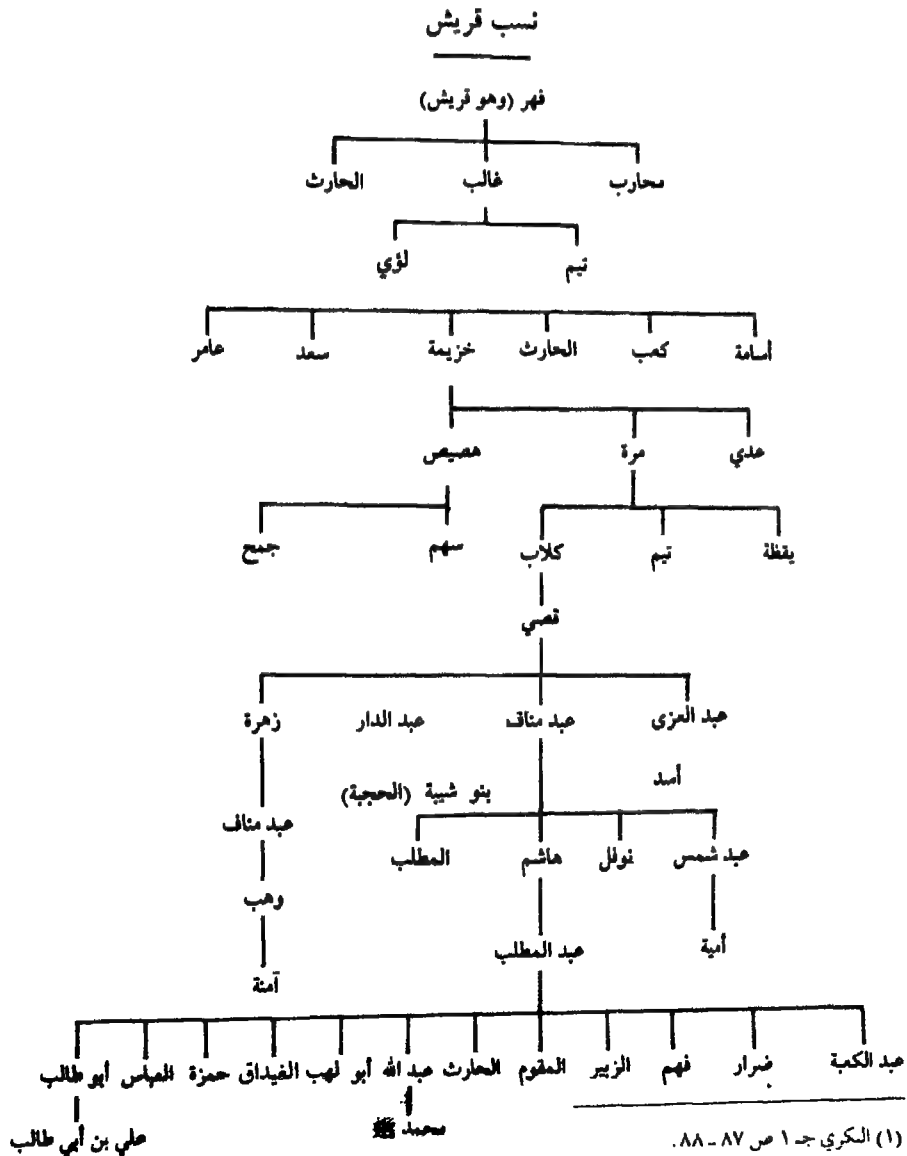 نسب قريش
فهر (وهو قريش)
محارب غالب الحارث
تيم لؤي
أسامة كعب الحارث خزيمة سعد عامر
عدي مرة هصيص
يقظة تيم كلاب سهم جمح
قصي
عبد العزى عبد مناف عبد الدار زهرة
أسد
بنو شيبة (الحجبة)
عبد مناف
عبد شمس نوفل هاشم المطلب
وهب
أمية عبد المطلب
آمنة
عبد الكعبة ضرار فهم الزبير المقوم الحارث عبد الله أبو لهب الغيداق حمزة العباس أبو طالب
محمد ﷺ علي بن أبي طالب
(١) البكري جـ ١ ص ٨٧ - ٨٨ .